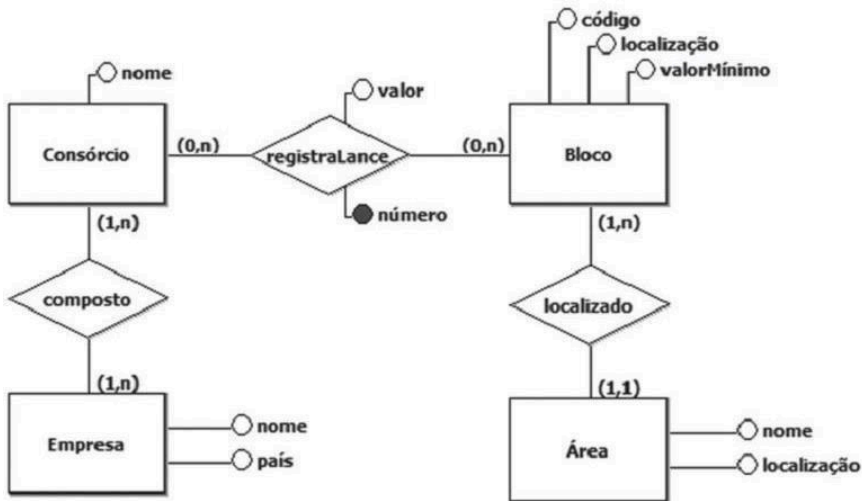 código
localização
valorMínimo
nome
valor
Consórcio
(0,n)
registraLance
(0,n)
Bloco
número
(1,n)
(1,n)
composto
localizado
(1,n)
(1,1)
Empresa
nome
país
Área
nome
localização